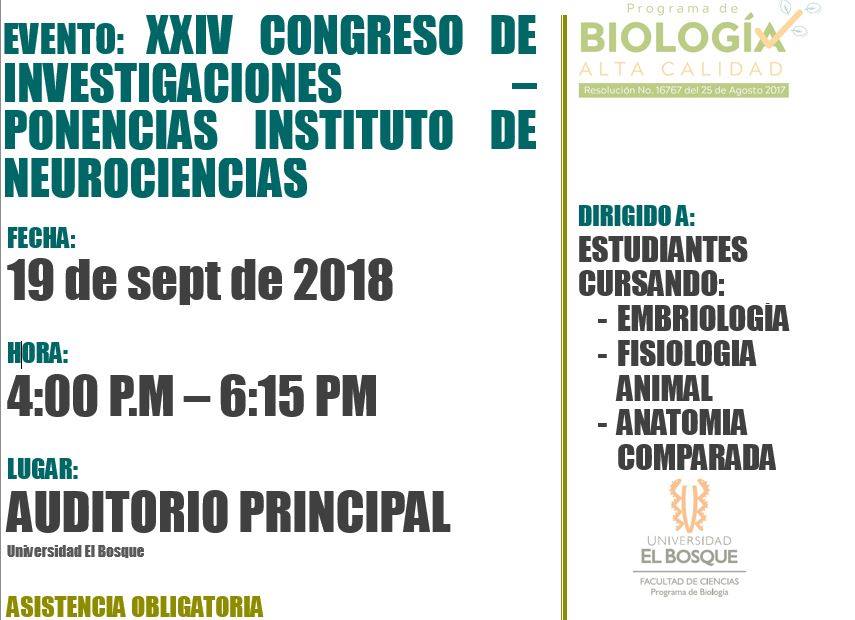 EVENTO: XXIV CONGRESO DE
INVESTIGACIONES –
PONENCIAS INSTITUTO DE
NEUROCIENCIAS
FECHA:
19 de sept de 2018
HORA:
4:00 P.M – 6:15 PM
LUGAR:
AUDITORIO PRINCIPAL
Universidad El Bosque
ASISTENCIA OBLIGATORIA
Programa de
BIOLOGÍA
ALTA CALIDAD
Resolución No. 16767 del 25 de Agosto 2017
DIRIGIDO A:
ESTUDIANTES
CURSANDO:
- EMBRIOLOGÍA
- FISIOLOGIA
ANIMAL
- ANATOMIA
COMPARADA
UNIVERSIDAD
EL BOSQUE
FACULTAD DE CIENCIAS
Programa de Biología